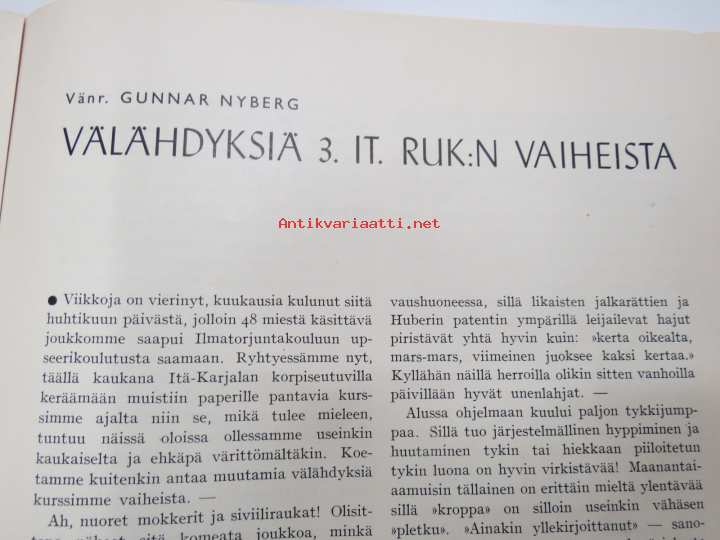 Vänr. GUNNAR NYBERG
VÄLÄHDYKSIÄ 3. IT. RUK:N VAIHEISTA
Antikvariaatti.net
● Viikkoja on vierinyt, kuukausia kulunut siitä
huhtikuun päivästä, jolloin 48 miestä käsittävä
joukkomme saapui Ilmatorjuntakouluun up-
seerikoulutusta saamaan. Ryhtyessämme nyt,
täällä kaukana Itä-Karjalan korpiseutuvilla
keräämään muistiin paperille pantavia kurs-
simme ajalta niin se, mikä tulee mieleen,
tuntuu näissä oloissa ollessamme useinkin
kaukaiselta ja ehkäpä värittömältäkin. Koe-
tamme kuitenkin antaa muutamia välähdyksiä
kurssimme vaiheista. —
Ah, nuoret mokkerit ja siviiliraukat! Olisit-
sitä komeata joukkoa, minkä
vaushuoneessa, sillä likaisten jalkarättien ja
Huberin patentin ympärillä leijailevat hajut
piristävät yhtä hyvin kuin: »kerta oikealta,
mars-mars, viimeinen juoksee kaksi kertaa.»
Kyllähän näillä herroilla olikin sitten vanhoilla
päivillään hyvät unenlahjat. —
Alussa ohjelmaan kuului paljon tykkijump-
paa. Sillä tuo järjestelmällinen hyppiminen ja
huutaminen tykin tai hiekkaan piiloitetun
tykin luona on hyvin virkistävää! Maanantai-
aamuisin tällainen on erittäin mieltä ylentävää
sillä »kroppa» on silloin useinkin vähäsen
»pletku». »Ainakin yllekirjoittanut» — sano-